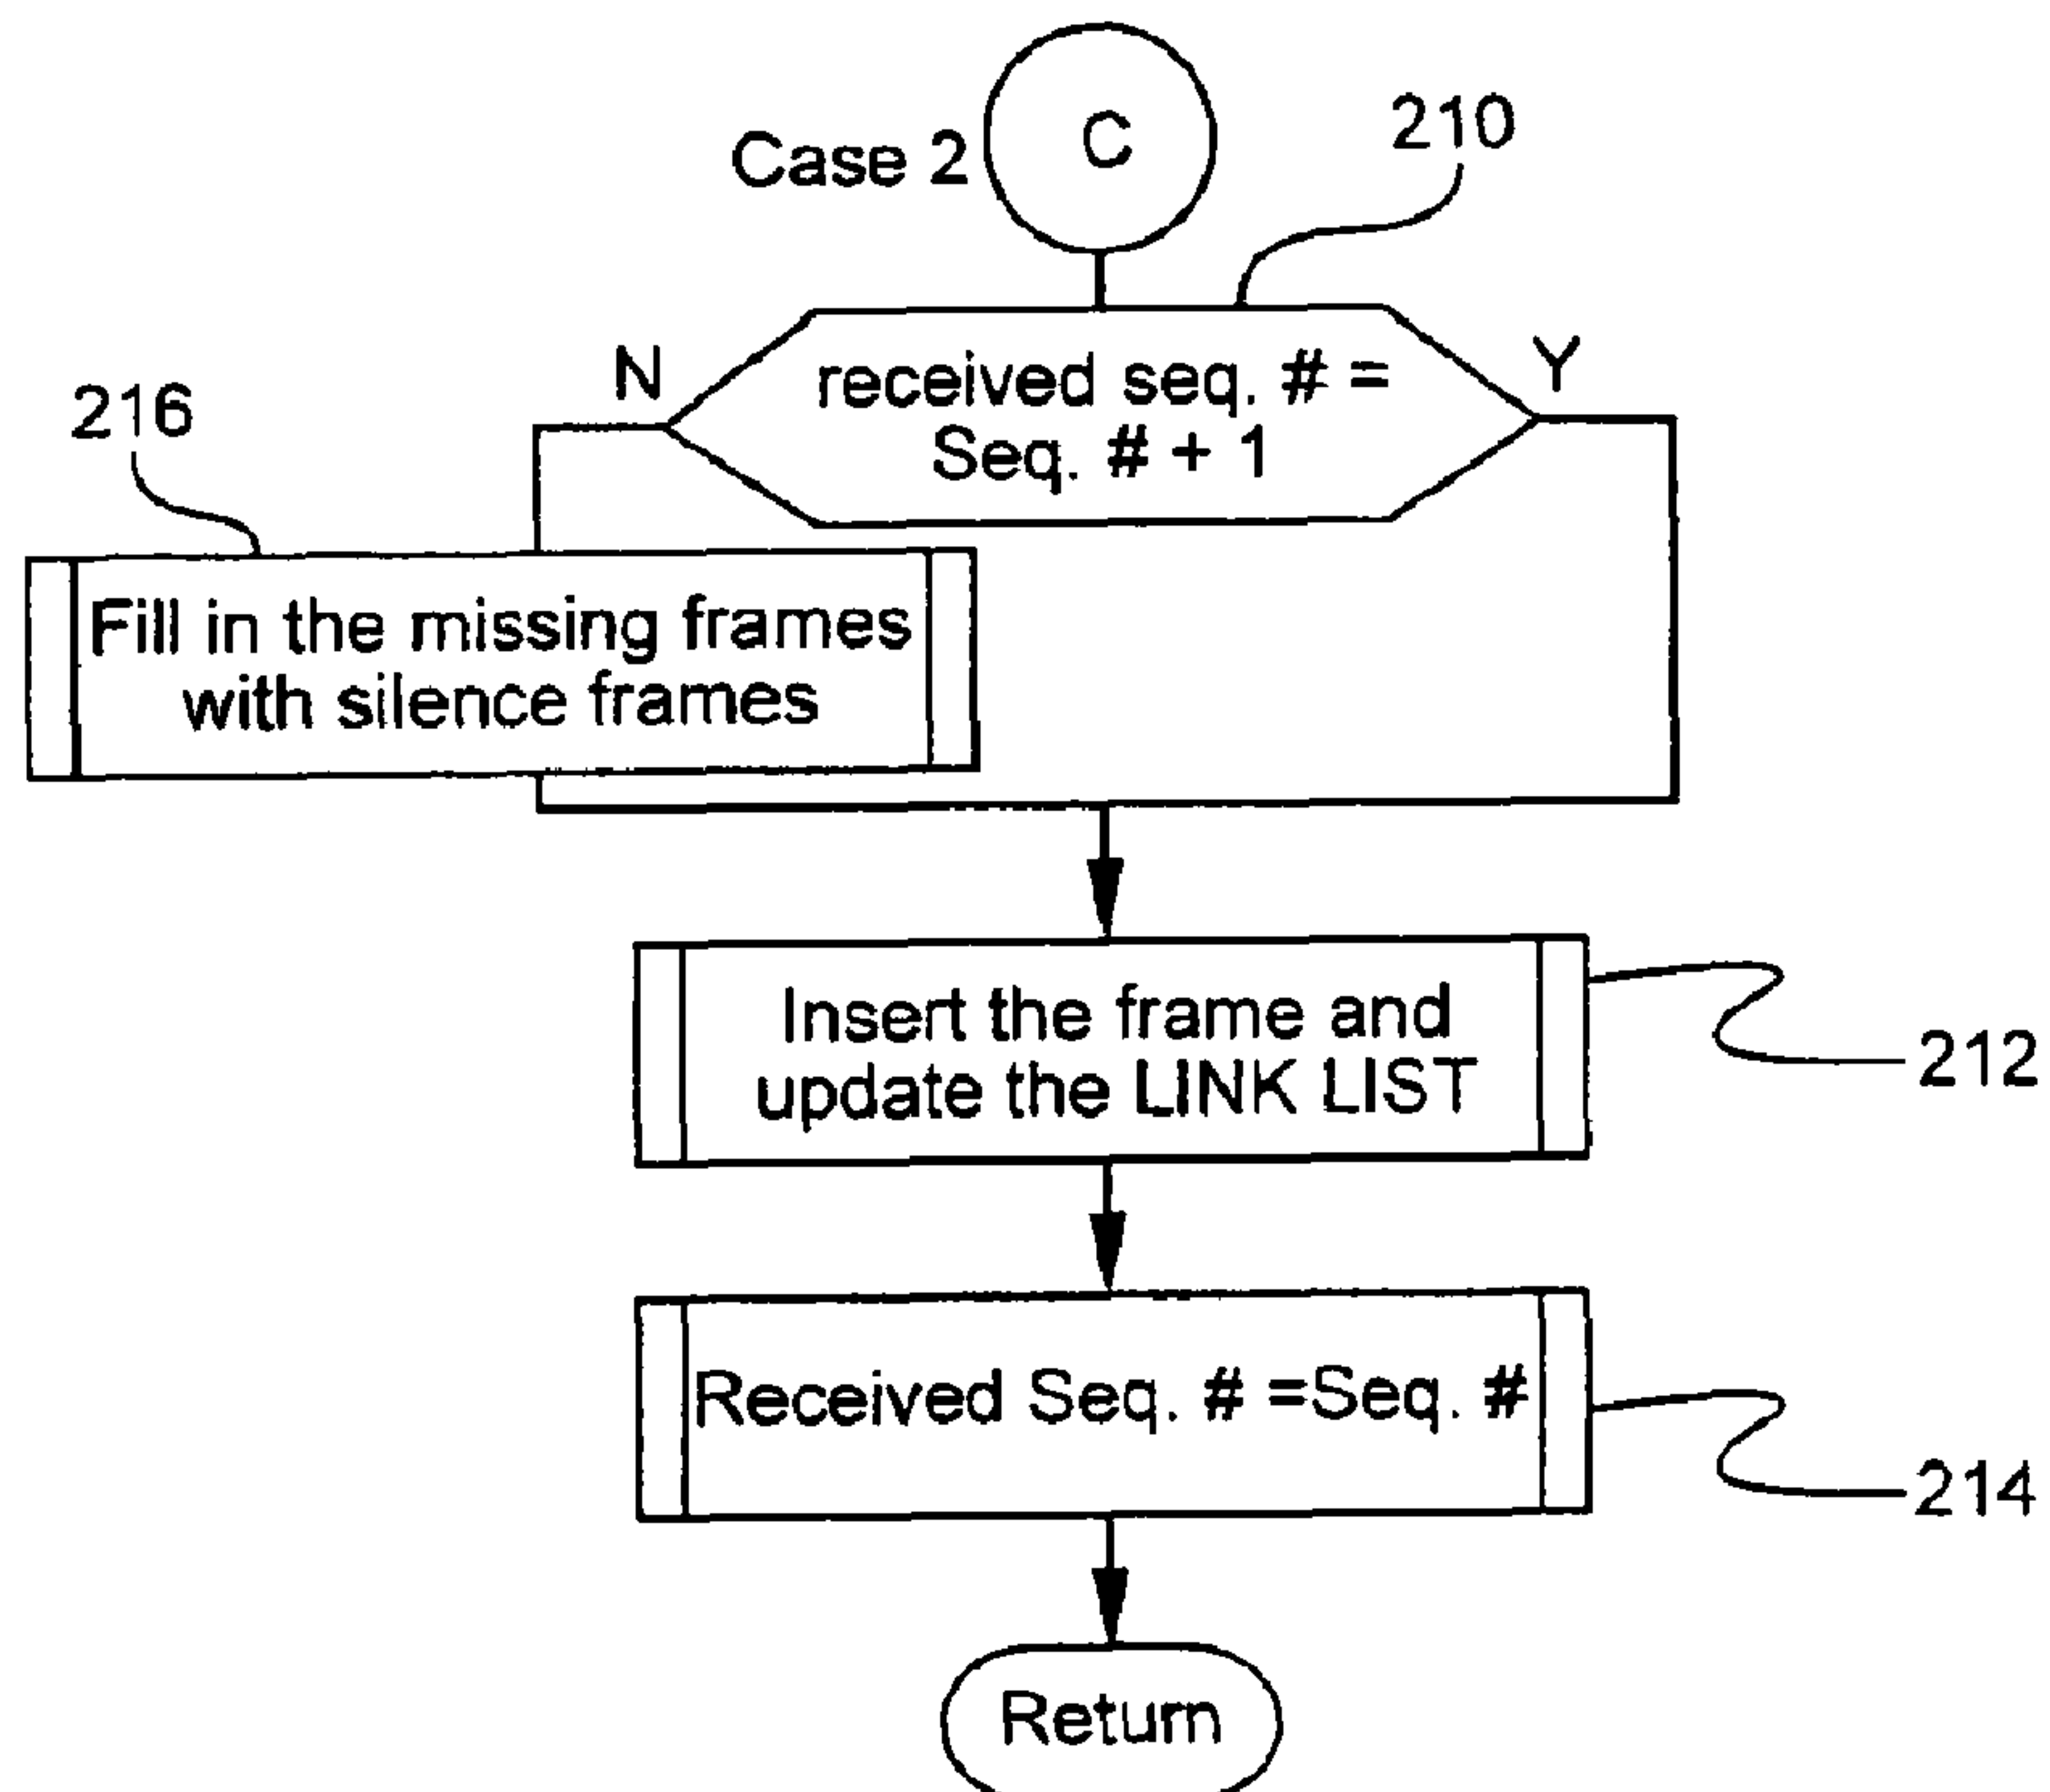 C
Case 2
210
N
received seq. # =
Seq. # + 1
Y
216
Fill in the missing frames
with silence frames
Insert the frame and
update the LINK LIST
212
Received Seq. # =Seq. #
214
Return